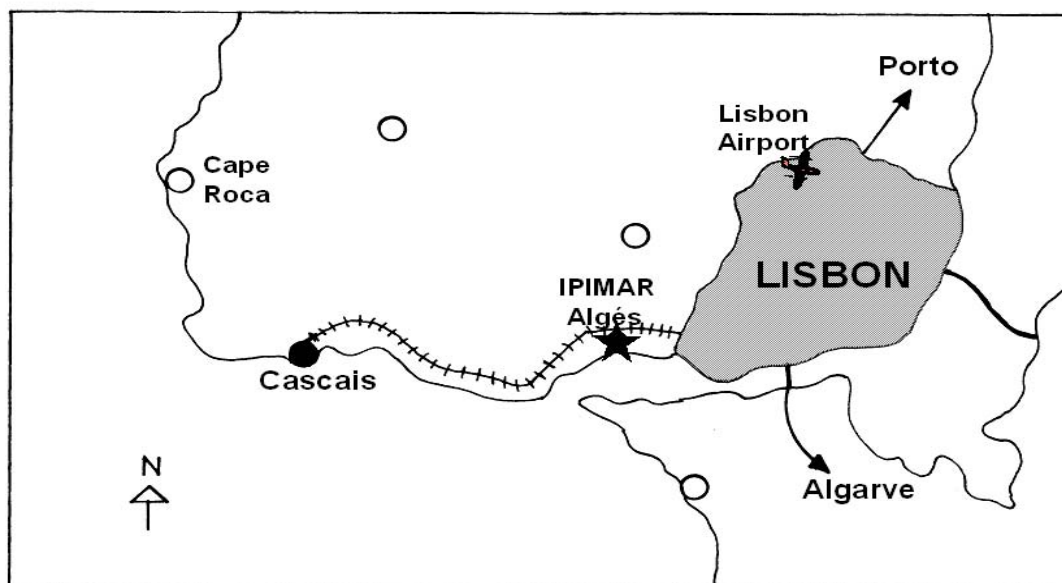 Porto
Lisbon
Airport
Cape
Roca
LISBON
IPIMAR
Algés
Cascais
N
Algarve